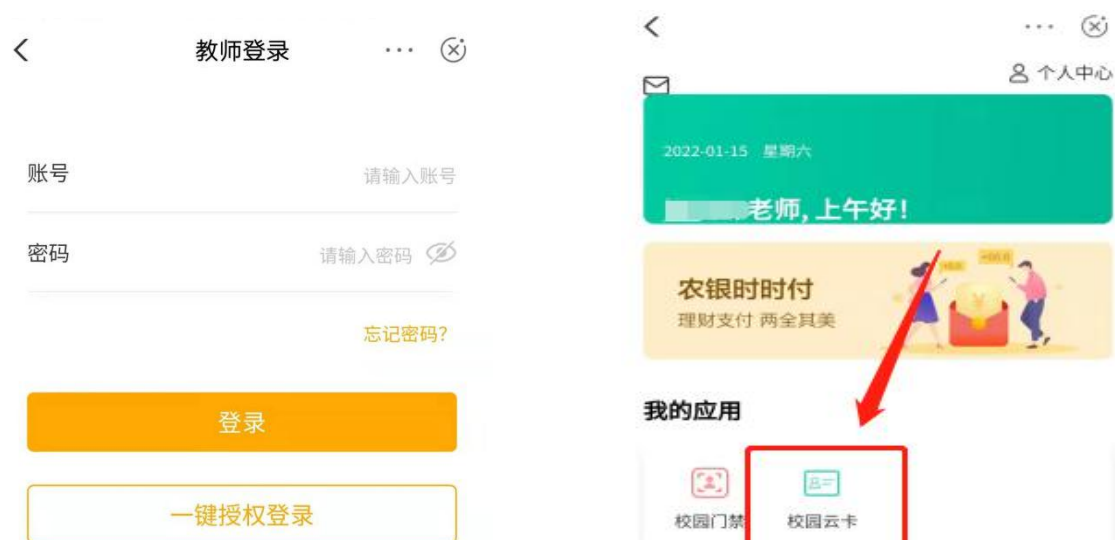 教师登录
账号
请输入账号
密码
请输入密码
忘记密码?
登录
一键授权登录
个人中心
2022-01-15 星期六
老师,上午好!
农银时时付
理财支付 两全其美
我的应用
校园门禁
校园云卡